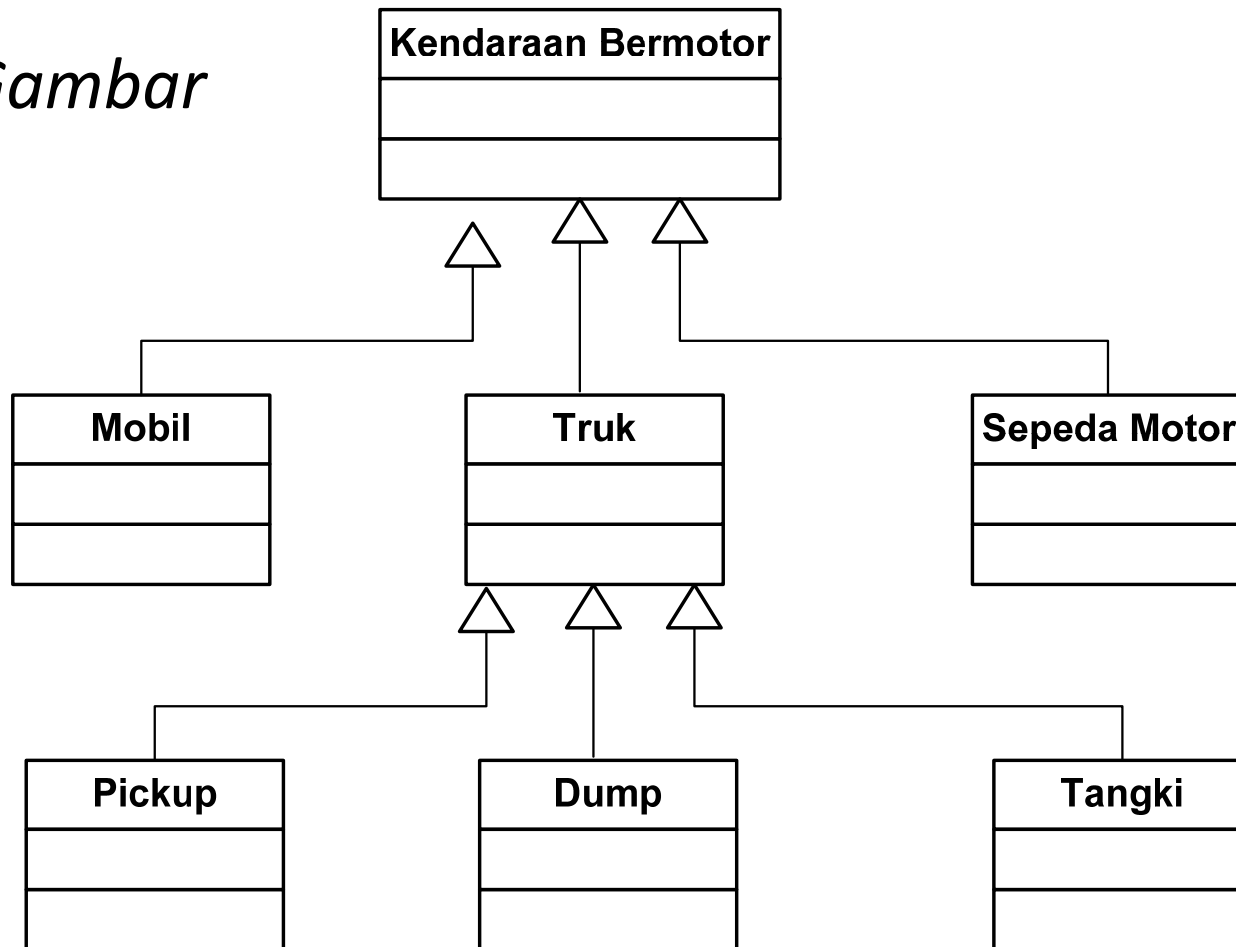 Gambar
Kendaraan Bermotor
Mobil
Truk
Sepeda Motor
Pickup
Dump
Tangki